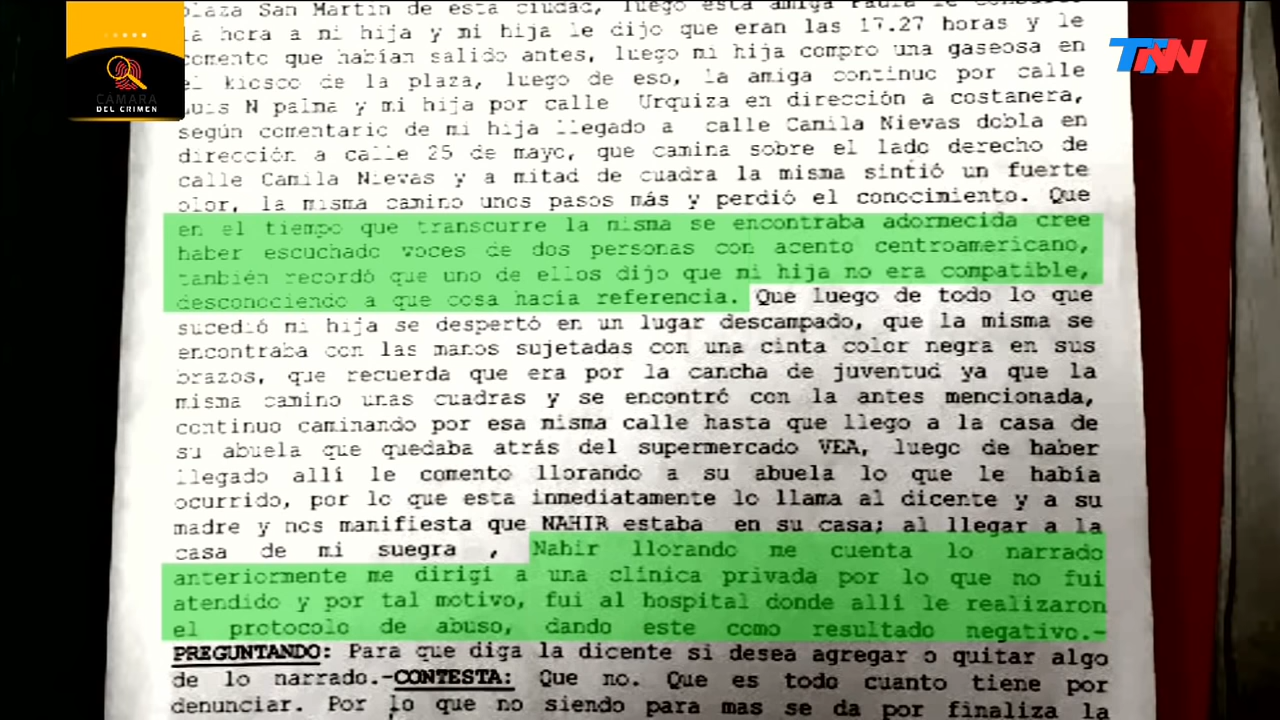 plaza San Martin de esta ciudad, luego esta amiga Paula le
la hora a mi hija y mi hija le dijo que eran las 17.27 horas y le
comento que habían salido antes, luego mi hija compro una gaseosa en
el kiosco de la plaza, luego de eso, la amiga continuo por calle
Luis N palma y mi hija por calle Urquiza en dirección a costanera,
según comentario de mi hija llegado a calle Camila Nievas dobla en
dirección a calle 25 de mayo, que camina sobre el lado derecho de
calle Camila Nievas y a mitad de cuadra la misma sintió un fuerte
olor, la misma camino unos pasos más y perdió el conocimiento. Que
en el tiempo que transcurre la misma se encontraba adormecida cree
haber escuchado voces de dos personas con acento centroamericano,
también recordó que uno de ellos dijo que mi hija no era compatible,
desconociendo a que cosa hacia referencia. Que luego de todo lo que
sucedió mi hija se despertó en un lugar descampado, que la misma se
encontraba con las manos sujetadas con una cinta color negra en sus
brazos, que recuerda que era por la cancha de juventud ya que la
misma camino unas cuadras y se encontró con la antes mencionada,
continuo caminando por esa misma calle hasta que llego a la casa de
su abuela que quedaba atrás del supermercado VEA, luego de haber
llegado allí le comento llorando a su abuela lo que le había
ocurrido, por lo que esta inmediatamente lo llama al dicente y a su
madre y nos manifiesta que NAHIR estaba en su casa; al llegar a la
casa de mi suegra , Nahir llorando me cuenta lo narrado
anteriormente me dirigí a una clínica privada por lo que no fui
atendido y por tal motivo, fui al hospital donde allí le realizaron
el protocolo de abuso, dando este como resultado negativo.-
PREGUNTANDO: Para que diga la dicente si desea agregar o quitar algo
de lo narrado.-CONTESTA: Que no. Que es todo cuanto tiene por
denunciar. Por lo que no siendo para mas se da por finaliza la
CÁMARA
DEL CRIMEN
TN